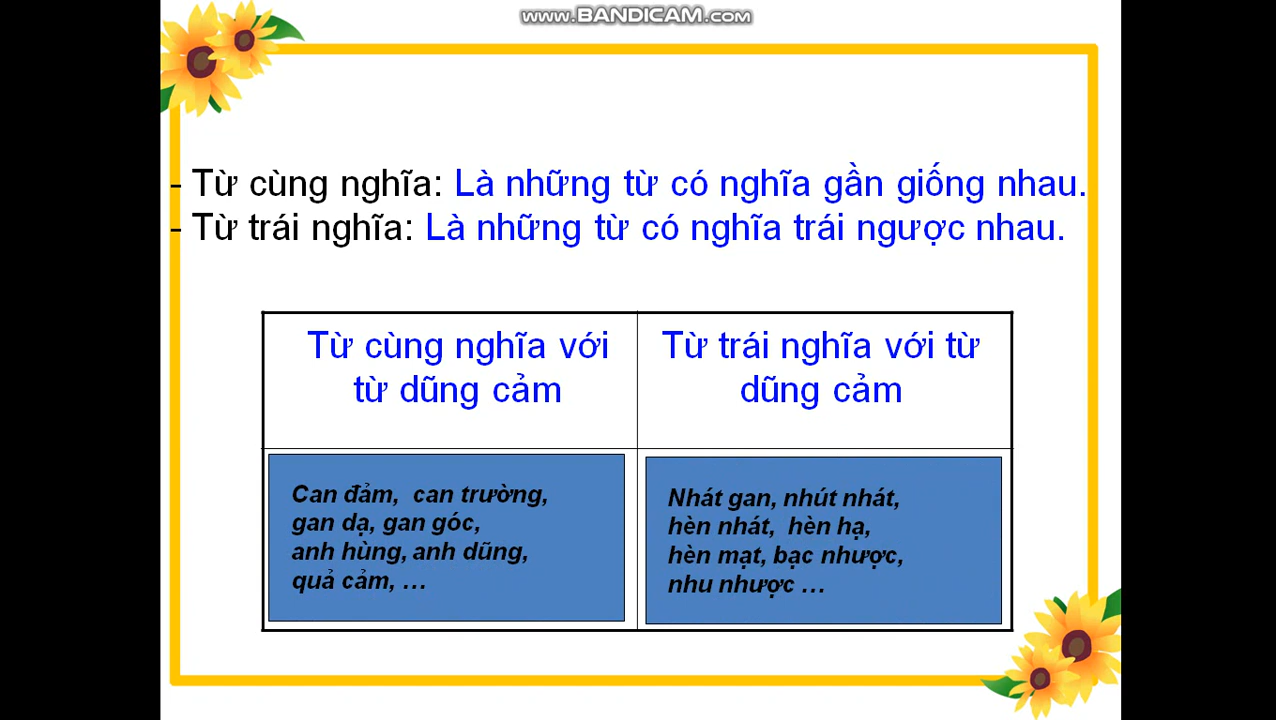 www.BANDICAM.com
- Từ cùng nghĩa: Là những từ có nghĩa gần giống nhau.
- Từ trái nghĩa: Là những từ có nghĩa trái ngược nhau.
Từ cùng nghĩa với
từ dũng cảm
Từ trái nghĩa với từ
dũng cảm
Can đảm, can trường,
gan dạ, gan góc,
anh hùng, anh dũng,
quả cảm, ...
Nhát gan, nhút nhát,
hèn nhát, hèn hạ,
hèn mạt, bạc nhược,
nhu nhược ...